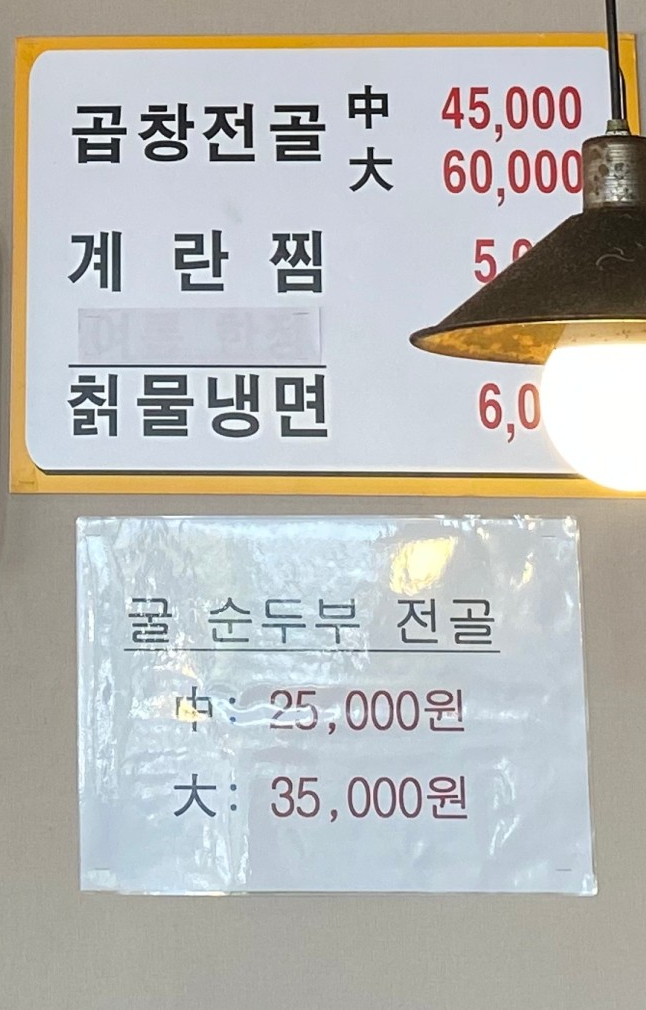 곱창전골 中 45,000
大 60,000
계 란 찜
칡물냉면
굴 순두부 전골
中: 25,000원
大: 35,000원